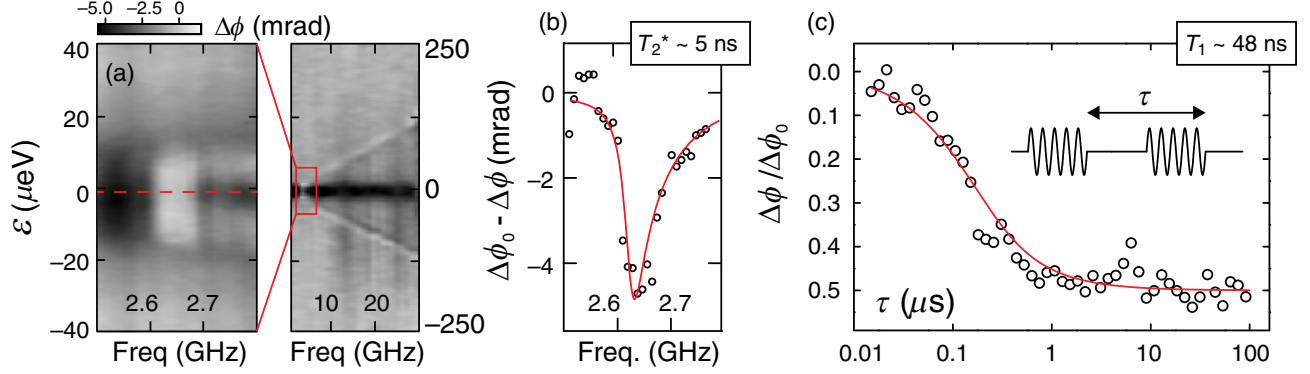 −5.0 −2.5 0 Δϕ (mrad)
(a)
40
20
0
−20
−40
ε (µeV)
2.6 2.7
Freq (GHz)
250
0
−250
10 20
Freq (GHz)
(b)
T₂* ~ 5 ns
0
−2
−4
Δϕ₀ - Δϕ (mrad)
2.6 2.7
Freq. (GHz)
(c)
T₁ ~ 48 ns
0.0
0.1
0.2
0.3
0.4
0.5
Δϕ /Δϕ₀
τ
τ (µs)
0.01 0.1 1 10 100